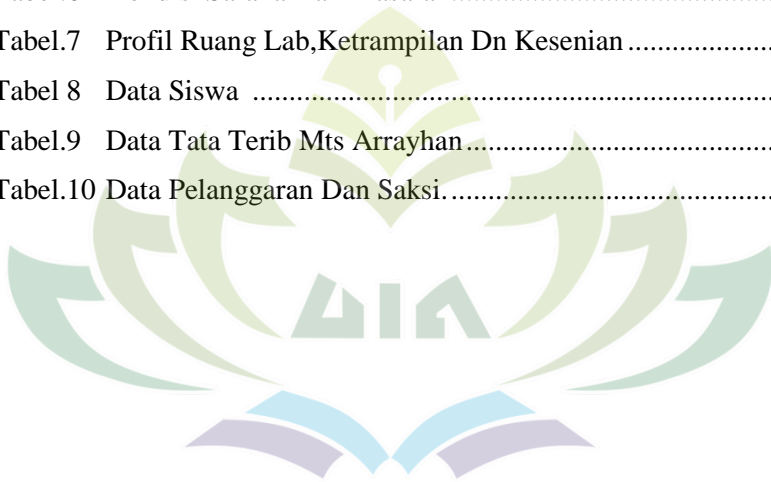 Tabel.7 Profil Ruang Lab,Ketrampilan Dn Kesenian....................
Tabel 8 Data Siswa ....................
Tabel.9 Data Tata Terib Mts Arrayhan....................
Tabel.10 Data Pelanggaran Dan Saksi.....................
UIN